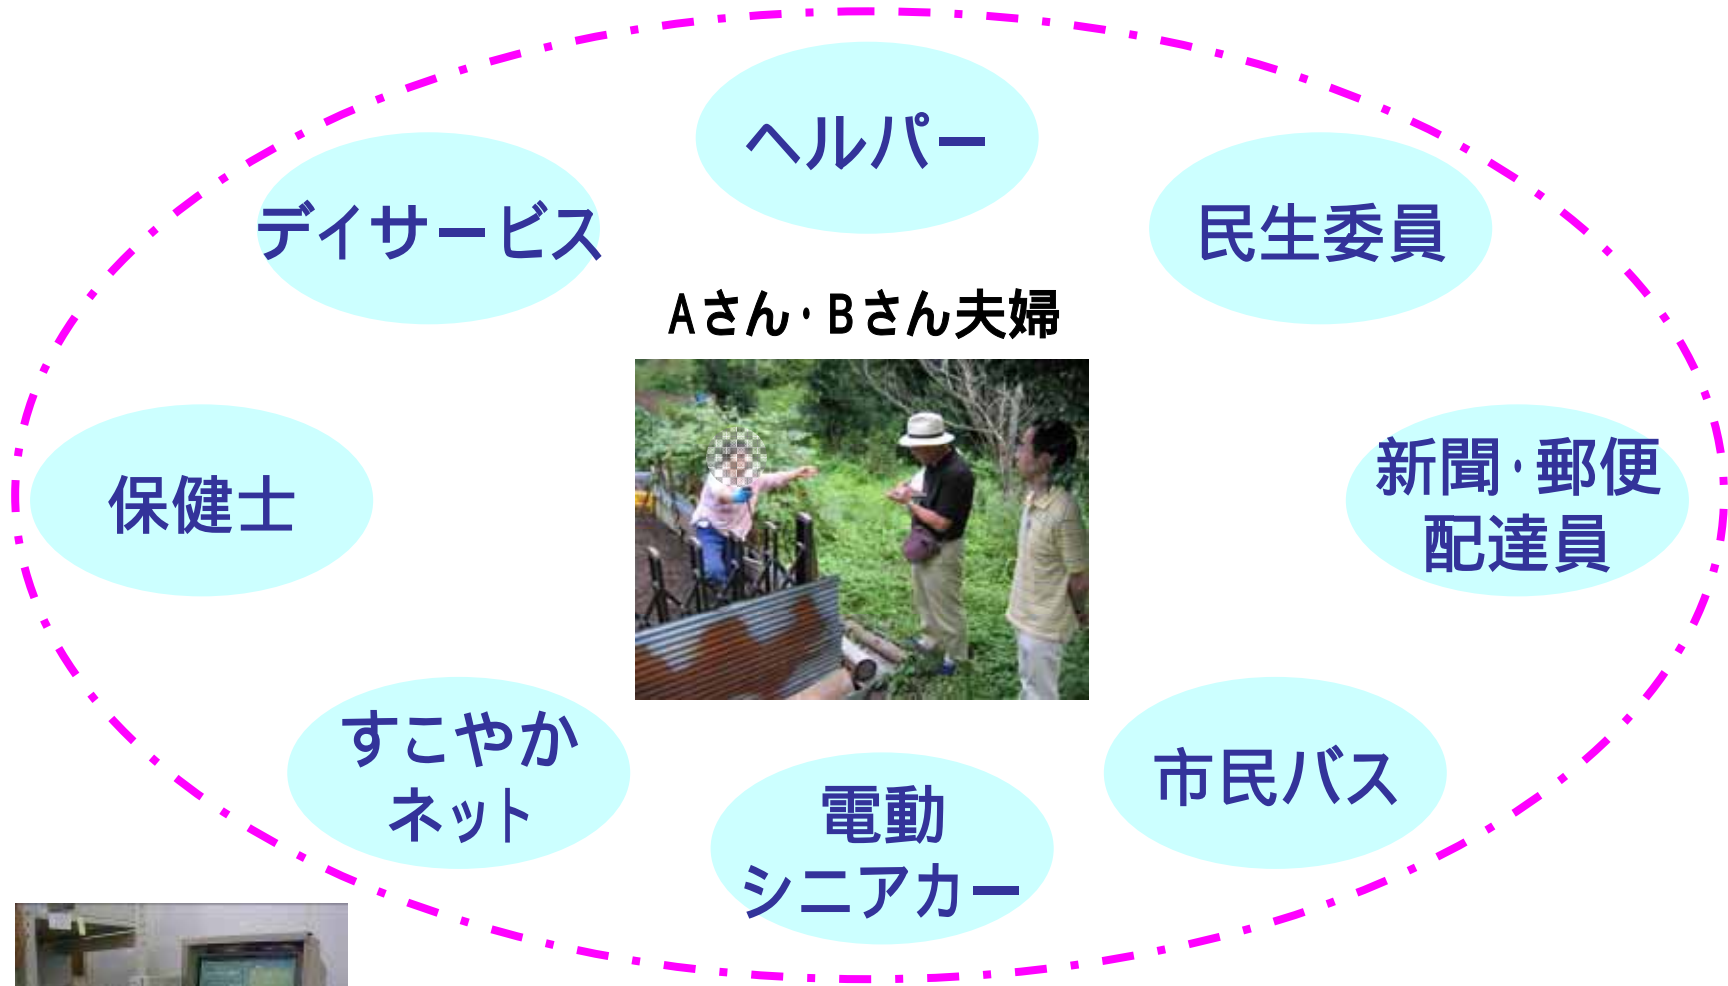 ヘルパー
デイサービス
民生委員
Aさん・Bさん夫婦
保健士
新聞・郵便
配達員
すこやか
ネット
電動
シニアカー
市民バス